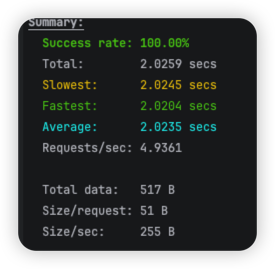 Summary:
Success rate: 100.00%
Total: 2.0259 secs
Slowest: 2.0245 secs
Fastest: 2.0204 secs
Average: 2.0235 secs
Requests/sec: 4.9361
Total data: 517 B
Size/request: 51 B
Size/sec: 255 B